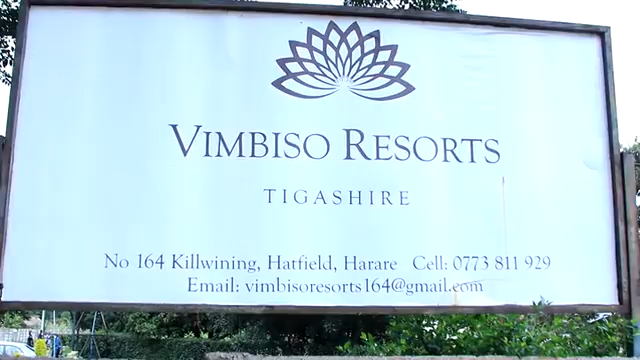 VIMBISO RESORTS
TIGASHIRE
No 164 Killwining, Hatfield, Harare Cell: 0773 811 929
Email: vimbisoresorts164@gmail.com